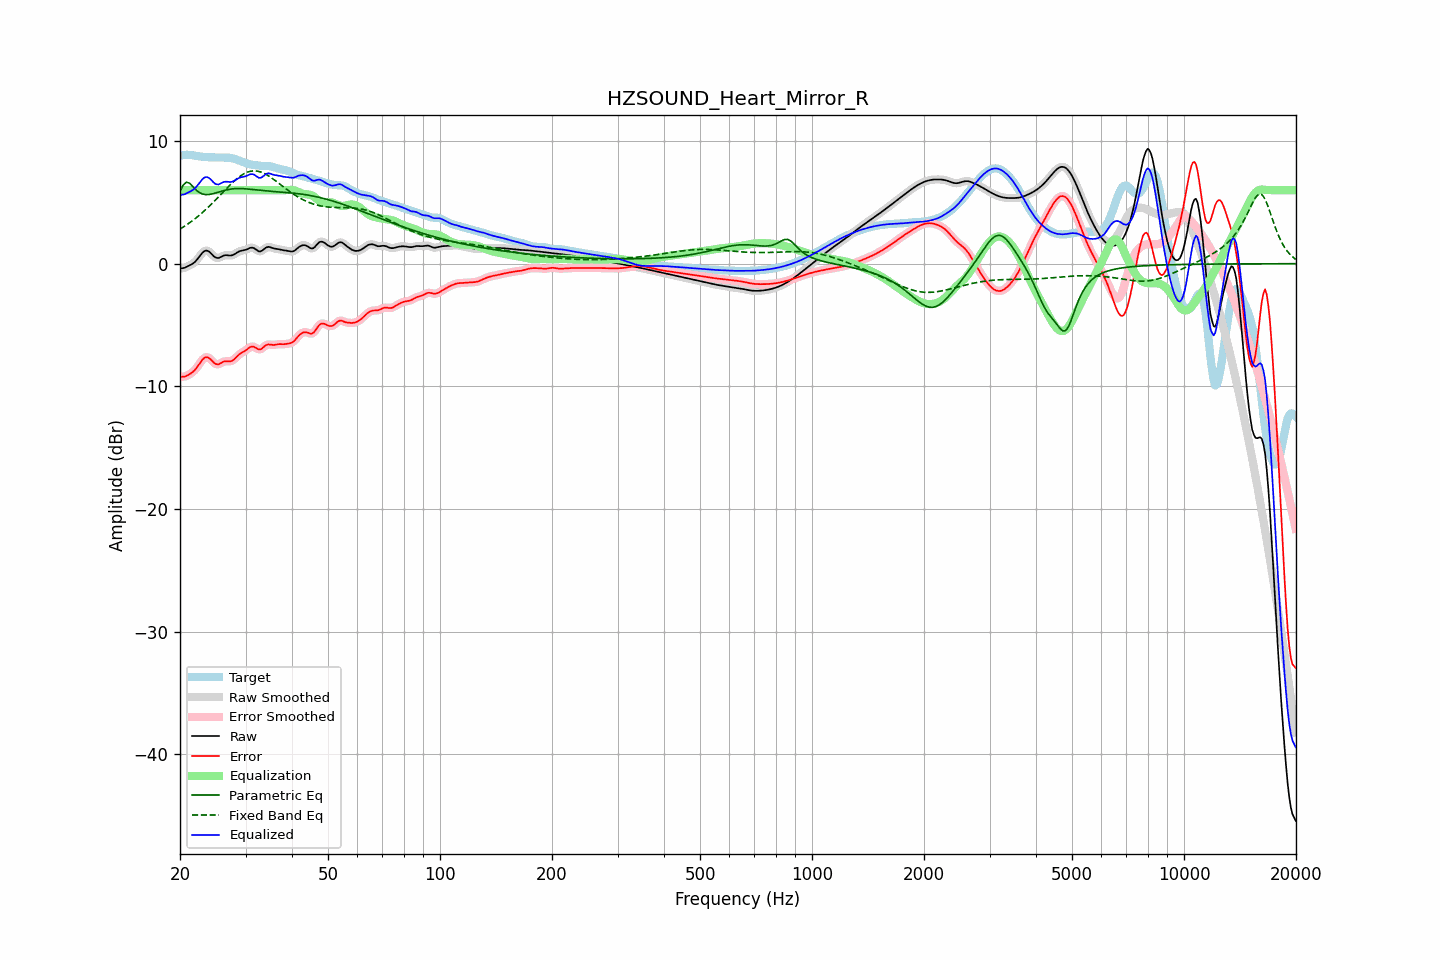 HZSOUND_Heart_Mirror_R
Amplitude (dBr)
10
0
−10
−20
−30
−40
Target
Raw Smoothed
Error Smoothed
Raw
Error
Equalization
Parametric Eq
Fixed Band Eq
Equalized
20 50 100 200 500 1000 2000 5000 10000 20000
Frequency (Hz)